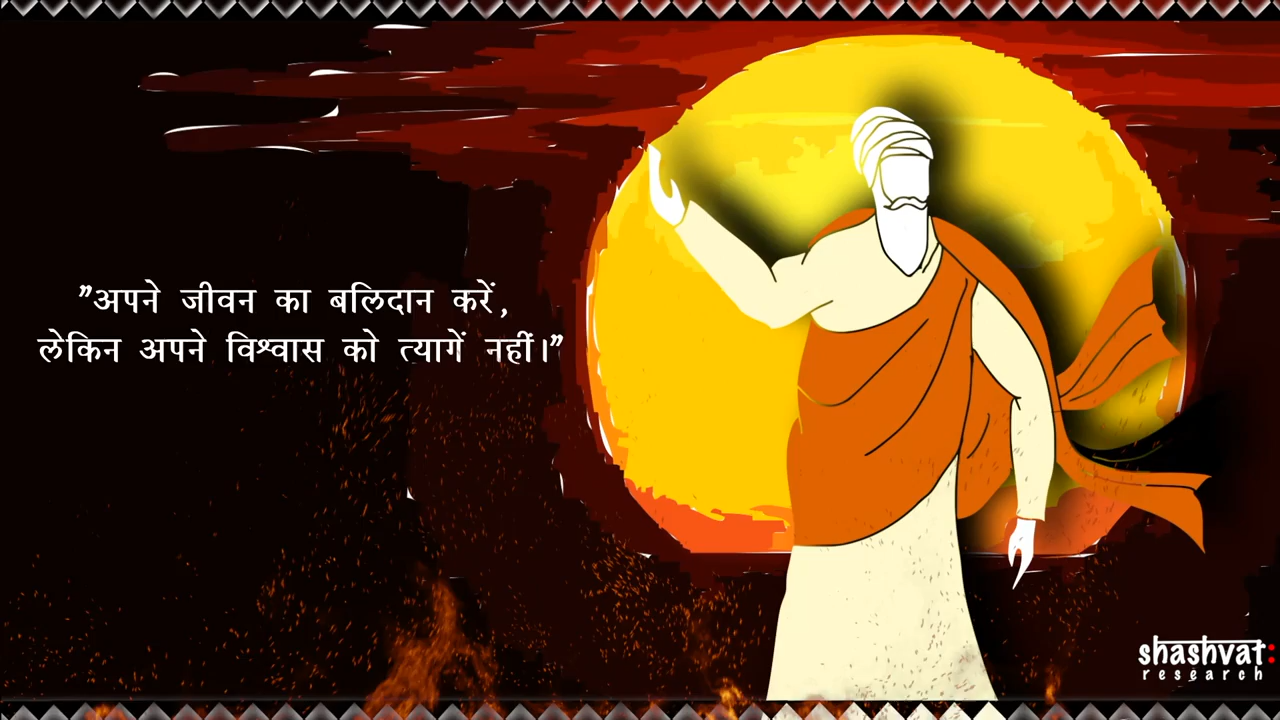 "अपने जीवन का बलिदान करें,
लेकिन अपने विश्वास को त्यागें नहीं।"
shashvat:
research